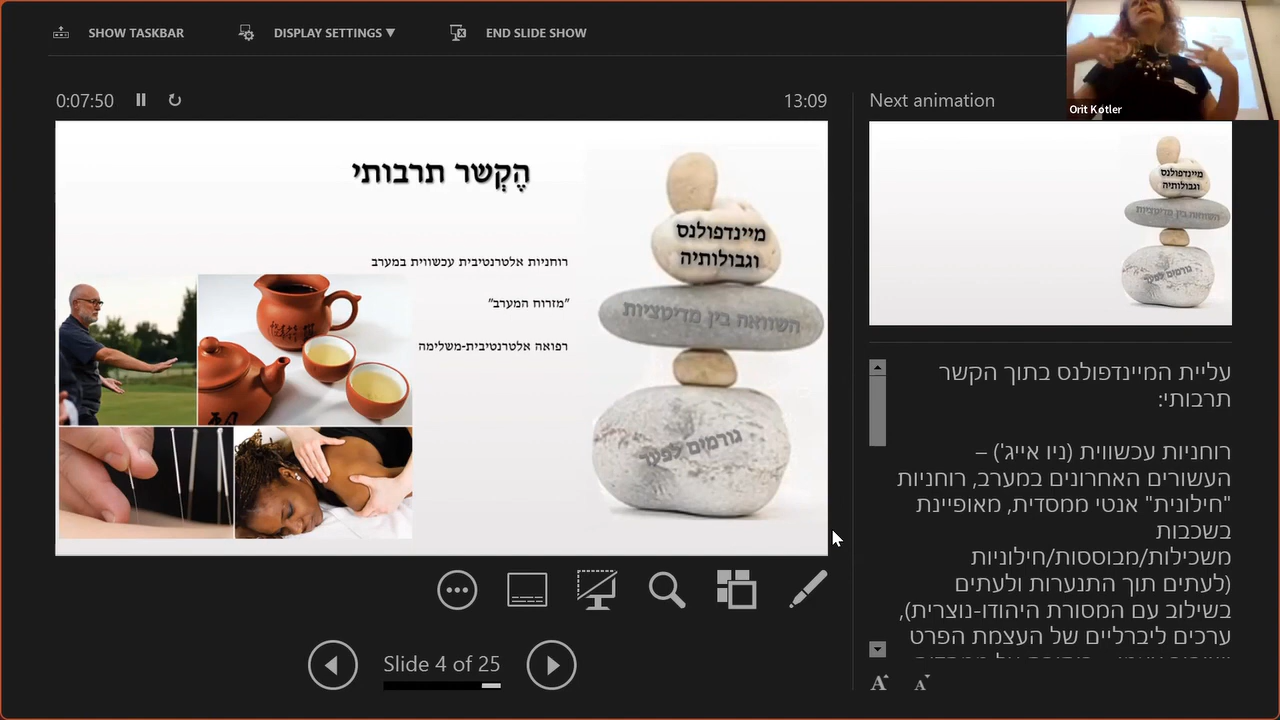 SHOW TASKBAR
DISPLAY SETTINGS ▼
END SLIDE SHOW
0:07:50
13:09
Next animation
Orit Kotler
הֶקְשר תרבותי
רוחניות אלטרנטיבית עכשווית במערב
"מזרוח המערב"
רפואה אלטרנטיבית-משלימה
מיינדפולנס
וגבולותיה
השוואה בין מדיטציות
גורמים לפער
מיינדפולנס
וגבולותיה
השוואה בין מדיטציות
גורמים לפער
עליית המיינדפולנס בתוך הקשר
תרבותי:
רוחניות עכשווית (ניו אייג') –
העשורים האחרונים במערב, רוחניות
"חילונית" אנטי ממסדית, מאופיינת
בשכבות
משכילות/מבוססות/חילוניות
(לעתים תוך התנערות ולעתים
בשילוב עם המסורת היהודו-נוצרית),
ערכים ליברליים של העצמת הפרט
Slide 4 of 25
A A